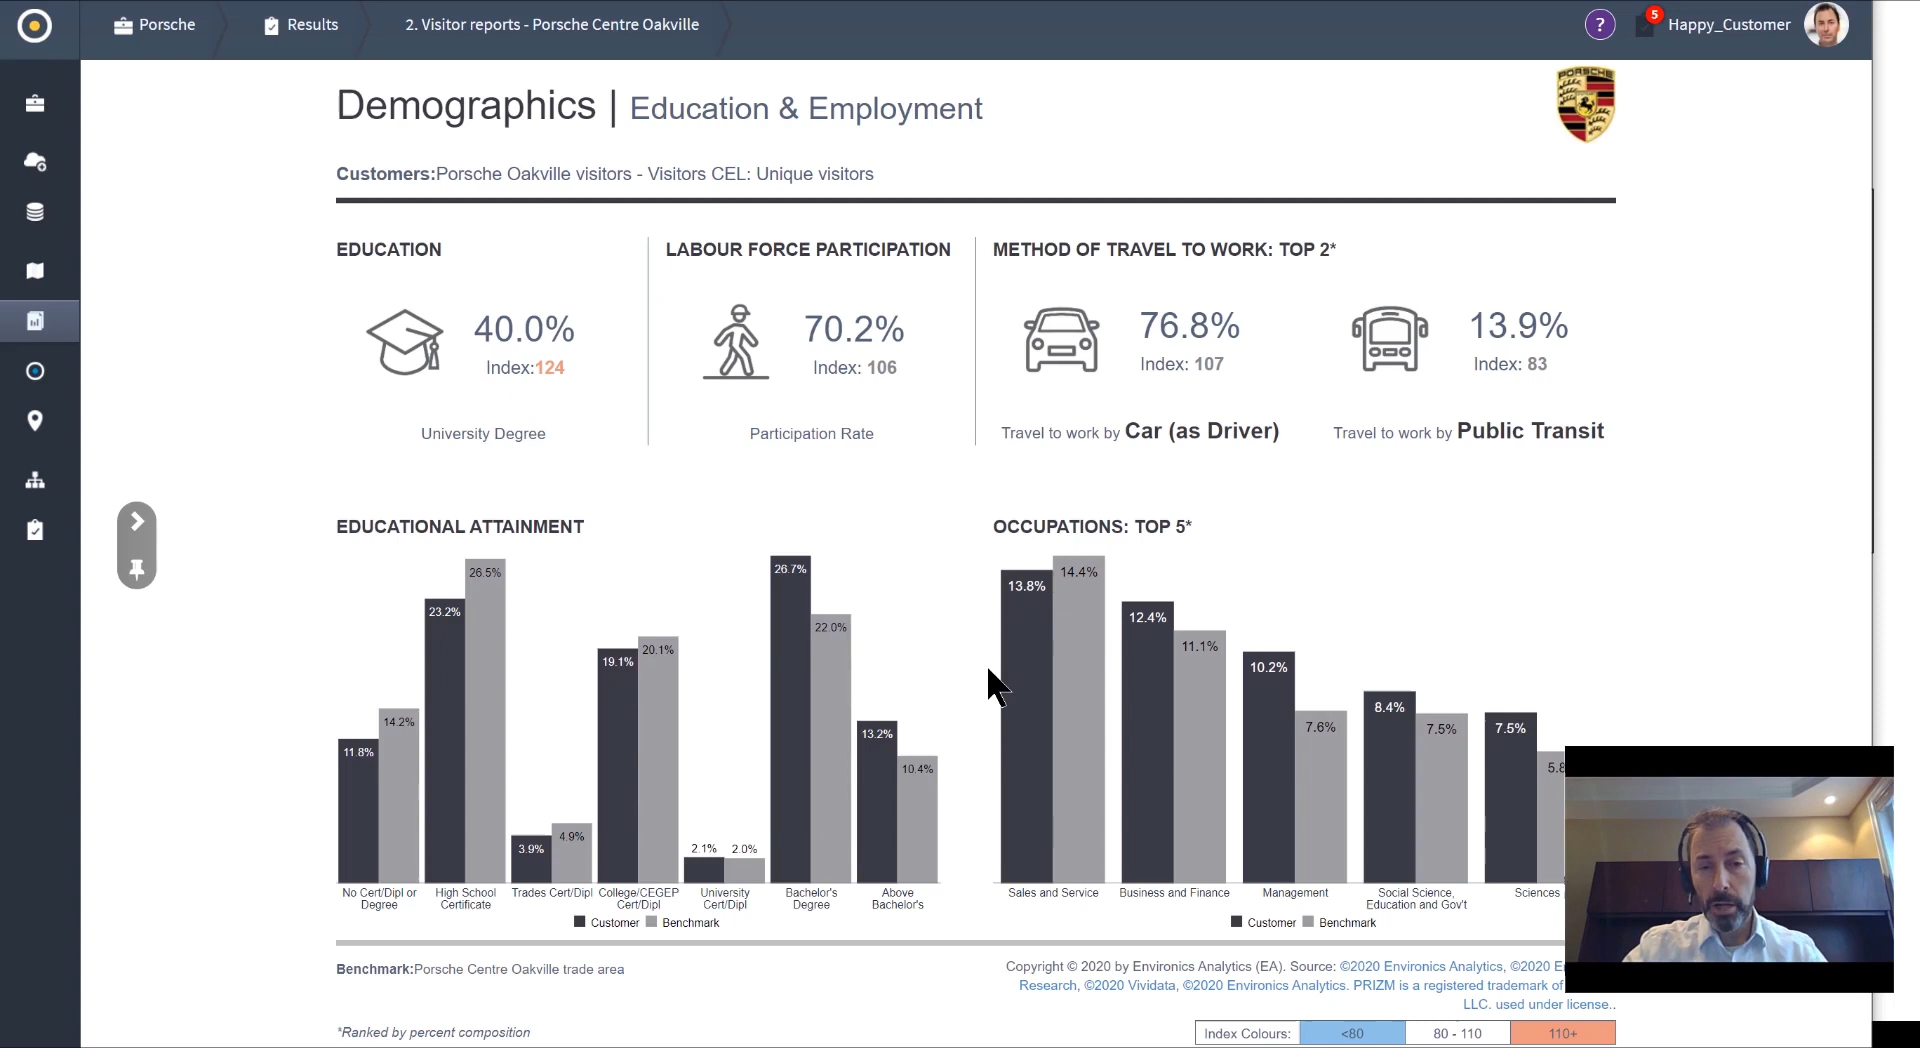 Porsche
Results
2. Visitor reports - Porsche Centre Oakville
?
5
Happy_Customer
Demographics | Education & Employment
PORSCHE
Customers:Porsche Oakville visitors - Visitors CEL: Unique visitors
EDUCATION
40.0%
Index:124
University Degree
LABOUR FORCE PARTICIPATION
70.2%
Index: 106
Participation Rate
METHOD OF TRAVEL TO WORK: TOP 2*
76.8%
Index: 107
Travel to work by Car (as Driver)
13.9%
Index: 83
Travel to work by Public Transit
EDUCATIONAL ATTAINMENT
11.8%
14.2%
23.2%
26.5%
3.9%
4.9%
19.1%
20.1%
2.1%
2.0%
26.7%
22.0%
13.2%
10.4%
No Cert/Dipl or
Degree
High School
Certificate
Trades Cert/Dipl
College/CEGEP
Cert/Dipl
University
Cert/Dipl
Bachelor's
Degree
Above
Bachelor's
Customer
Benchmark
OCCUPATIONS: TOP 5*
13.8%
14.4%
12.4%
11.1%
10.2%
7.6%
8.4%
7.5%
7.5%
5.8
Sales and Service
Business and Finance
Management
Social Science,
Education and Gov't
Sciences
Customer
Benchmark
Benchmark:Porsche Centre Oakville trade area
Copyright © 2020 by Environics Analytics (EA). Source: ©2020 Environics Analytics, ©2020 E
Research, ©2020 Vividata, ©2020 Environics Analytics. PRIZM is a registered trademark of
LLC. used under license..
*Ranked by percent composition
Index Colours:
<80
80 - 110
110+